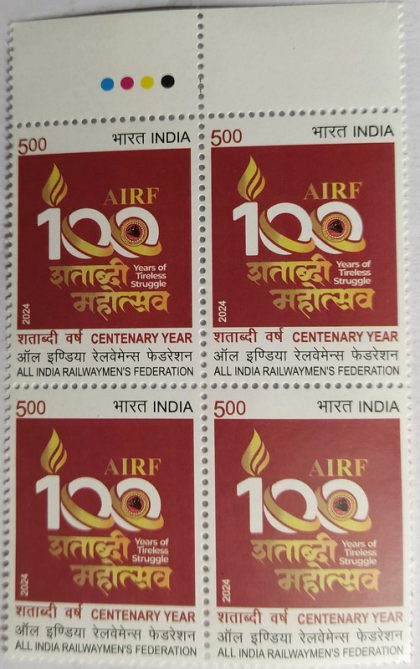 500 भारत INDIA
AIRF
100
शताब्दी
Years of
Tireless
Struggle
महोत्सव
2024
शताब्दी वर्ष CENTENARY YEAR
ऑल इण्डिया रेलवेमेन्स फेडरेशन
ALL INDIA RAILWAYMEN'S FEDERATION
500 भारत INDIA
AIRF
100
शताब्दी
Years of
Tireless
Struggle
महोत्सव
2024
शताब्दी वर्ष CENTENARY YEAR
ऑल इण्डिया रेलवेमेन्स फेडरेशन
ALL INDIA RAILWAYMEN'S FEDERATION
500 भारत INDIA
AIRF
100
शताब्दी
Years of
Tireless
Struggle
महोत्सव
2024
शताब्दी वर्ष CENTENARY YEAR
ऑल इण्डिया रेलवेमेन्स फेडरेशन
ALL INDIA RAILWAYMEN'S FEDERATION
500 भारत INDIA
AIRF
100
शताब्दी
Years of
Tireless
Struggle
महोत्सव
2024
शताब्दी वर्ष CENTENARY YEAR
ऑल इण्डिया रेलवेमेन्स फेडरेशन
ALL INDIA RAILWAYMEN'S FEDERATION